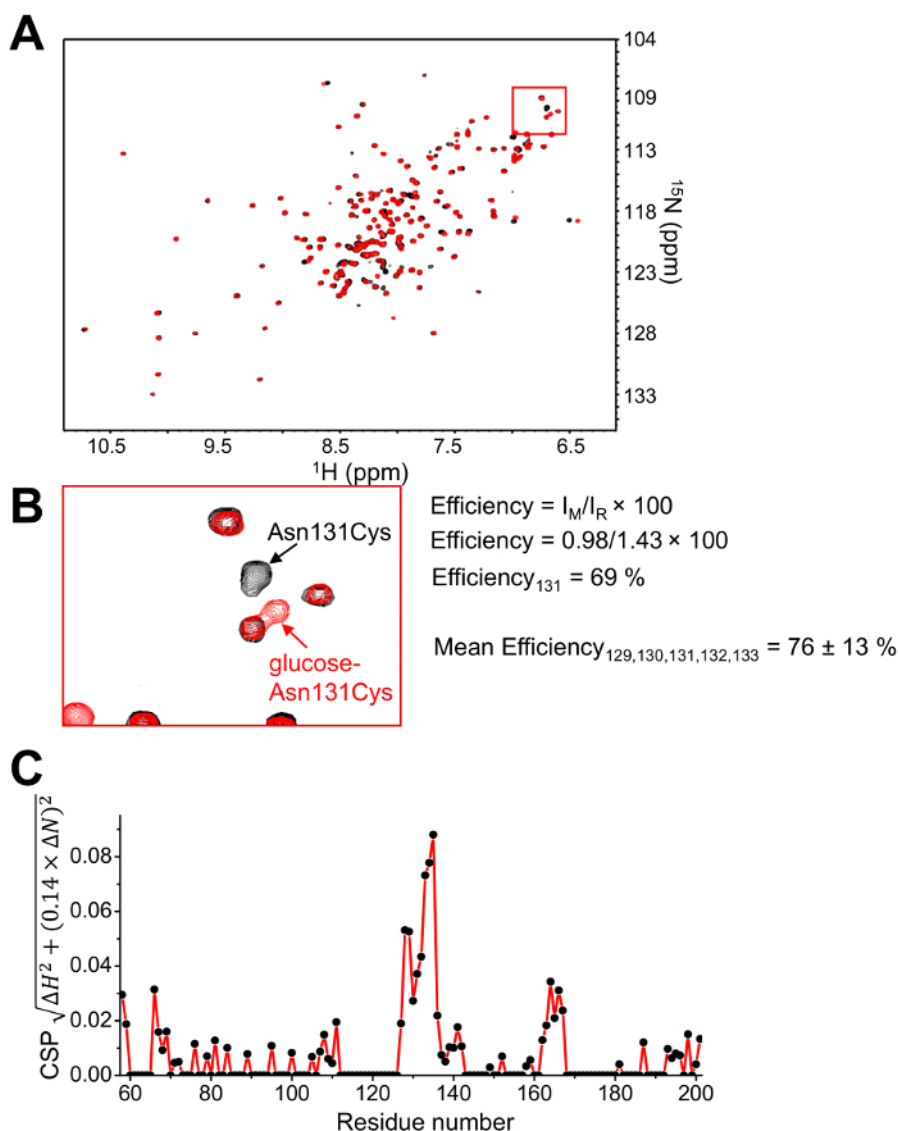 A
104
109
113
118
123
128
133
¹⁵N (ppm)
10.5 9.5 8.5 7.5 6.5
¹H (ppm)
B
Asn131Cys
glucose-
Asn131Cys
Efficiency = I_M/I_R × 100
Efficiency = 0.98/1.43 × 100
Efficiency₁₃₁ = 69 %
Mean Efficiency₁₂₉,₁₃₀,₁₃₁,₁₃₂,₁₃₃ = 76 ± 13 %
C
CSP √ΔH² + (0.14 × ΔN)²
0.08
0.06
0.04
0.02
0.00
60 80 100 120 140 160 180 200
Residue number